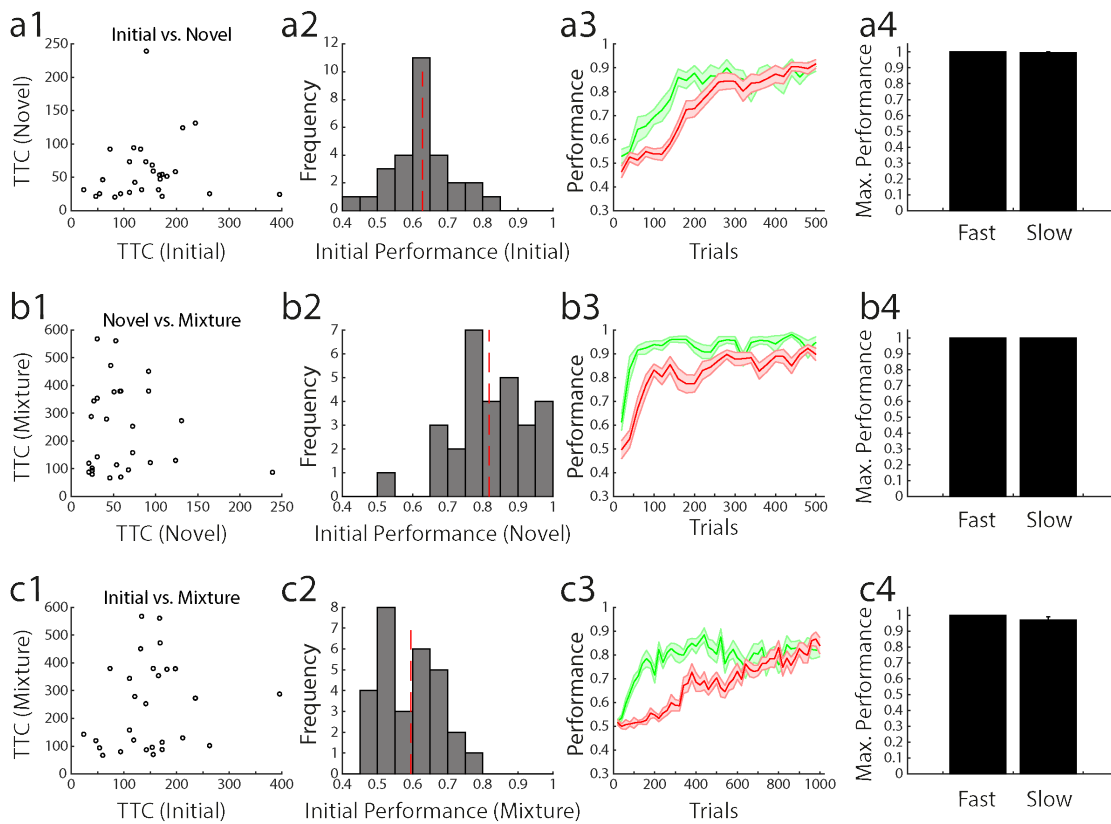 a1
Initial vs. Novel
TTC (Novel)
250
200
150
100
50
0
0 100 200 300 400
TTC (Initial)
a2
Frequency
12
10
8
6
4
2
0
0.4 0.5 0.6 0.7 0.8 0.9 1
Initial Performance (Initial)
a3
Performance
1
0.9
0.8
0.7
0.6
0.5
0.4
0.3
100 200 300 400 500
Trials
a4
Max. Performance
1
0.9
0.8
0.7
0.6
0.5
0.4
0.3
0.2
0.1
0
Fast Slow
b1
Novel vs. Mixture
TTC (Mixture)
600
500
400
300
200
100
0
0 50 100 150 200 250
TTC (Novel)
b2
Frequency
7
6
5
4
3
2
1
0
0.4 0.5 0.6 0.7 0.8 0.9 1
Initial Performance (Novel)
b3
Performance
1
0.9
0.8
0.7
0.6
0.5
0.4
0.3
100 200 300 400 500
Trials
b4
Max. Performance
1
0.9
0.8
0.7
0.6
0.5
0.4
0.3
0.2
0.1
0
Fast Slow
c1
Initial vs. Mixture
TTC (Mixture)
600
500
400
300
200
100
0
0 100 200 300 400
TTC (Initial)
c2
Frequency
8
7
6
5
4
3
2
1
0
0.4 0.5 0.6 0.7 0.8 0.9 1
Initial Performance (Mixture)
c3
Performance
1
0.9
0.8
0.7
0.6
0.5
0.4
0.3
0 200 400 600 800 1000
Trials
c4
Max. Performance
1
0.9
0.8
0.7
0.6
0.5
0.4
0.3
0.2
0.1
0
Fast Slow